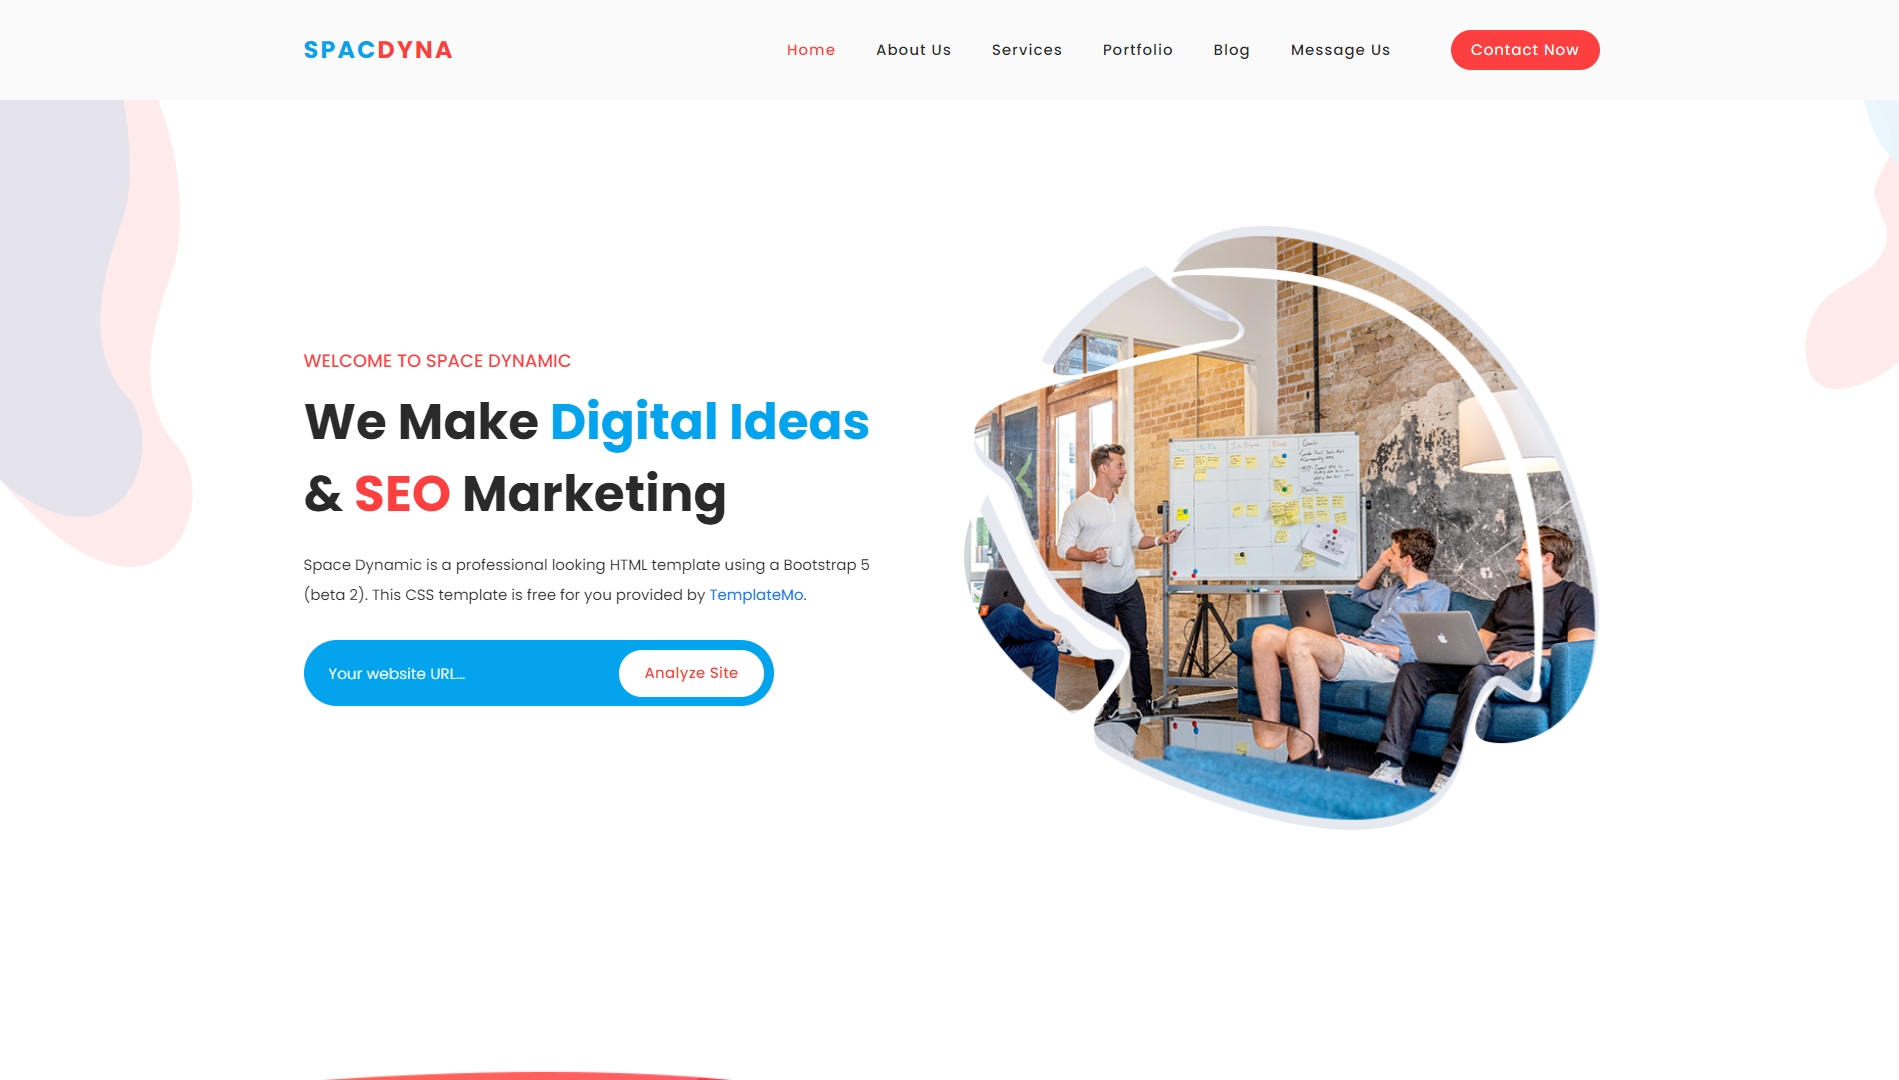 SPACDYNA
Home About Us Services Portfolio Blog Message Us Contact Now
WELCOME TO SPACE DYNAMIC
We Make Digital Ideas
& SEO Marketing
Space Dynamic is a professional looking HTML template using a Bootstrap 5
(beta 2). This CSS template is free for you provided by TemplateMo.
Your website URL...
Analyze Site